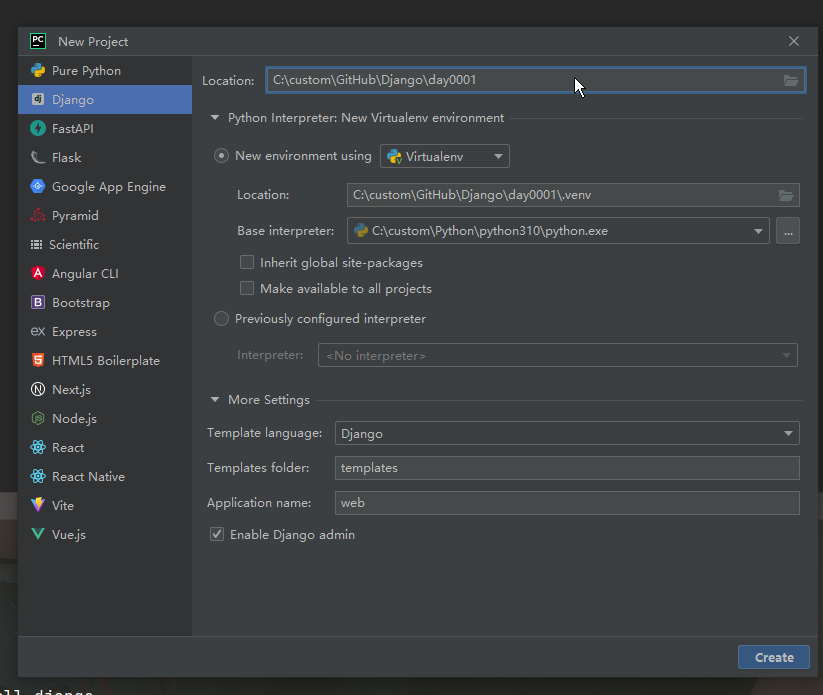 PC New Project
Location: C:\custom\GitHub\Django\day0001
Python Interpreter: New Virtualenv environment
New environment using Virtualenv
Location: C:\custom\GitHub\Django\day0001\.venv
Base interpreter: C:\custom\Python\python310\python.exe ...
Inherit global site-packages
Make available to all projects
Previously configured interpreter
Interpreter: <No interpreter>
More Settings
Template language: Django
Templates folder: templates
Application name: web
Enable Django admin
Pure Python
dj Django
FastAPI
Flask
Google App Engine
Pyramid
Scientific
A Angular CLI
B Bootstrap
ex Express
5 HTML5 Boilerplate
N Next.js
JS Node.js
React
React Native
Vite
Vue.js
Create
django